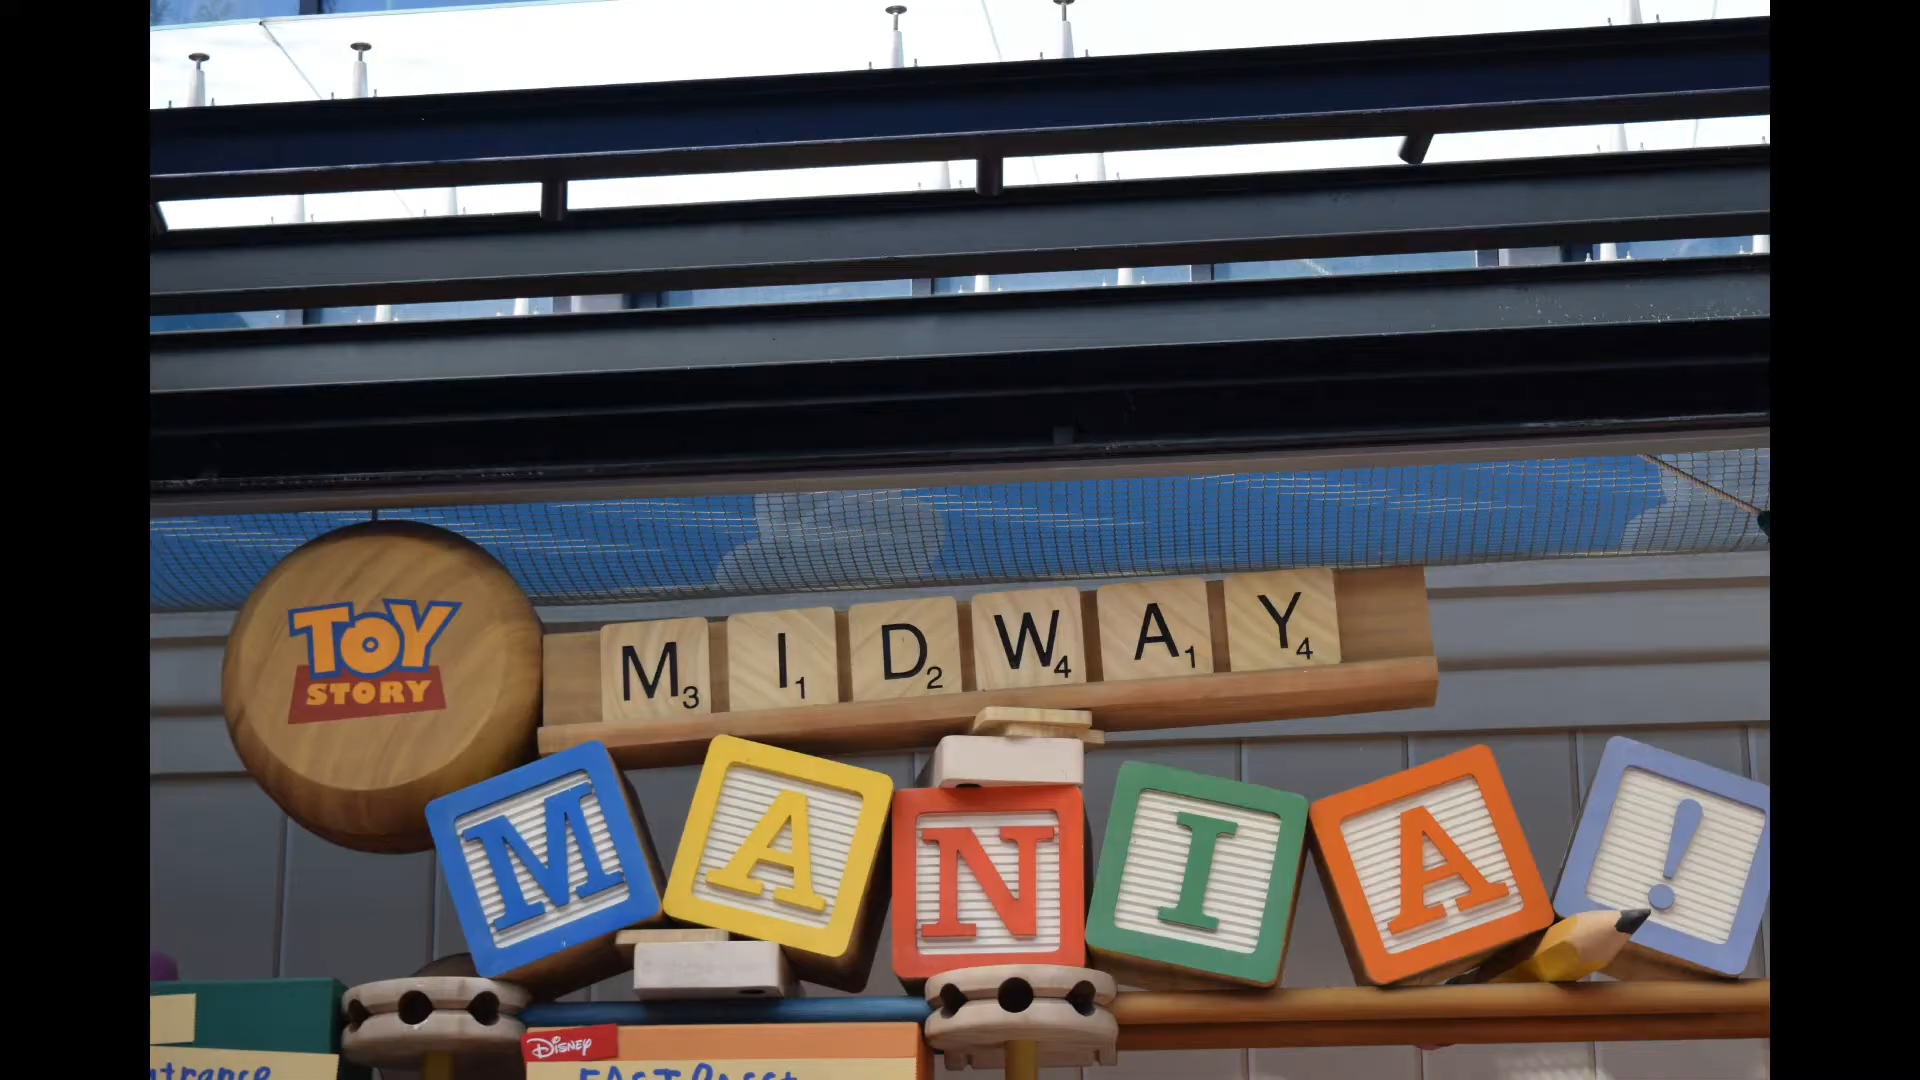 TOY
STORY
M3 I1 D2 W4 A1 Y4
MANIA!
DISNEY